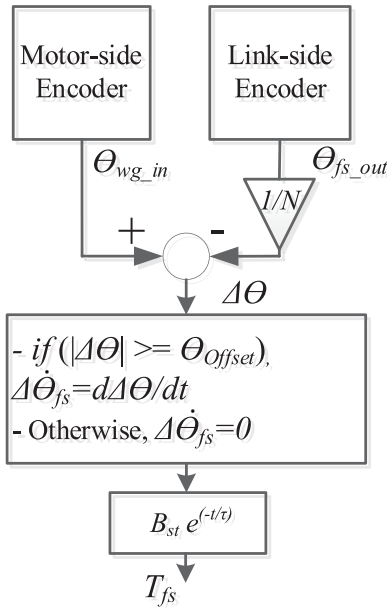 Motor-side
Encoder
Link-side
Encoder
Θwg_in
Θfs_out
1/N
+
-
ΔΘ
- if (|ΔΘ| >= ΘOffset),
ΔΘ̇fs=dΔΘ/dt
- Otherwise, ΔΘ̇fs=0
Bst e(-t/τ)
Tfs